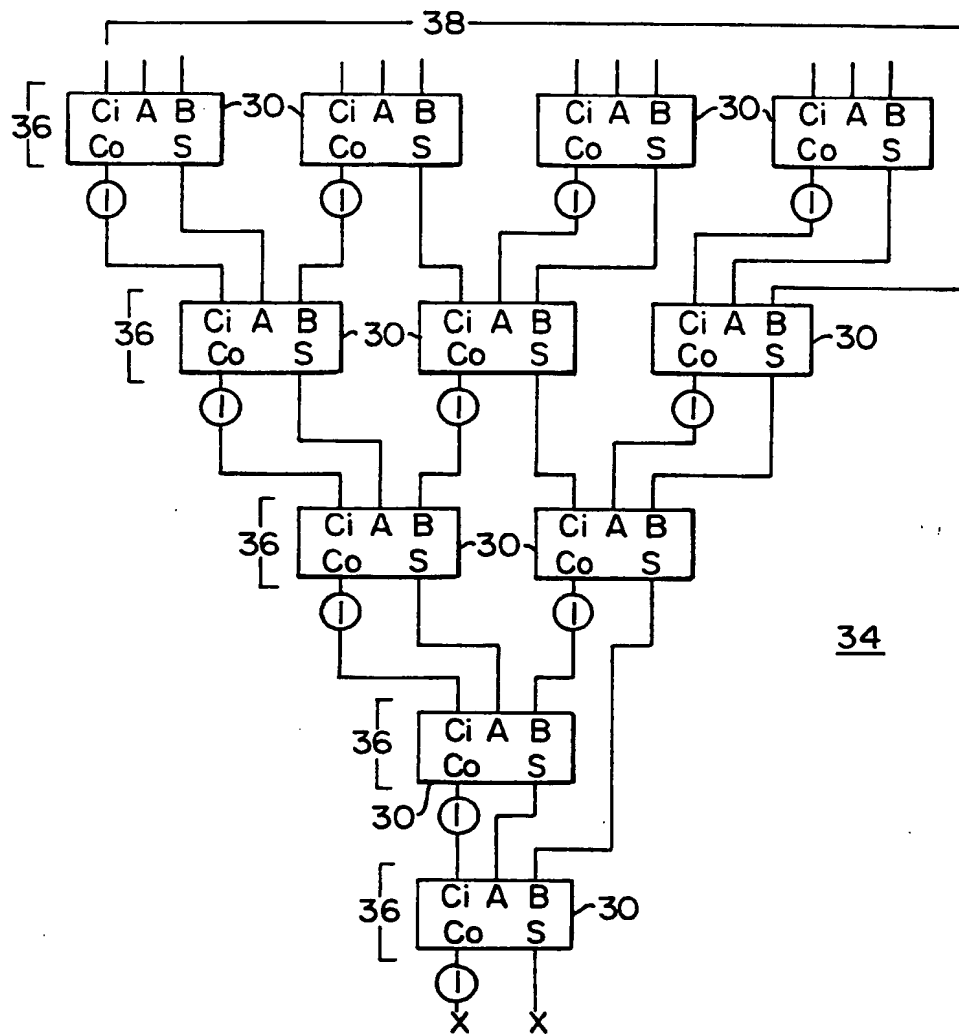 38
36 Ci A B 30 Ci A B Ci A B 30 Ci A B
Co S Co S Co S Co S
| | | |
36 Ci A B 30 Ci A B Ci A B 30
Co S Co S Co S
| | |
36 Ci A B 30 Ci A B
Co S Co S
| |
34
36 Ci A B
Co S
30 |
36 Ci A B 30
Co S
|
X X